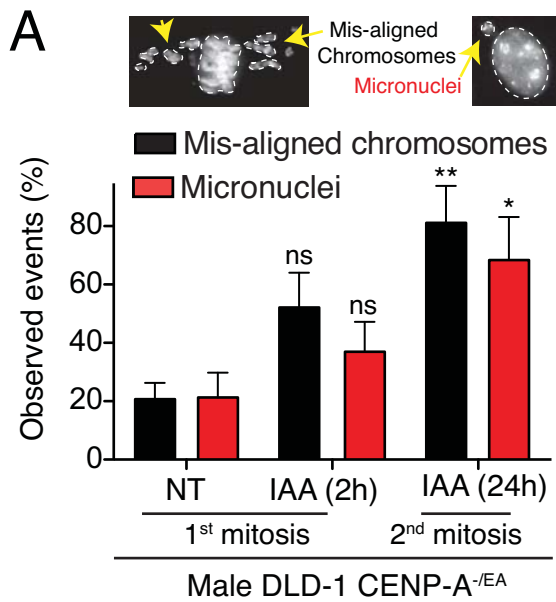 A
Mis-aligned
Chromosomes
Micronuclei
Mis-aligned chromosomes
Micronuclei
Observed events (%)
80
60
40
20
0
ns
ns
**
*
NT
IAA (2h)
IAA (24h)
1st mitosis
2nd mitosis
Male DLD-1 CENP-A-/EA